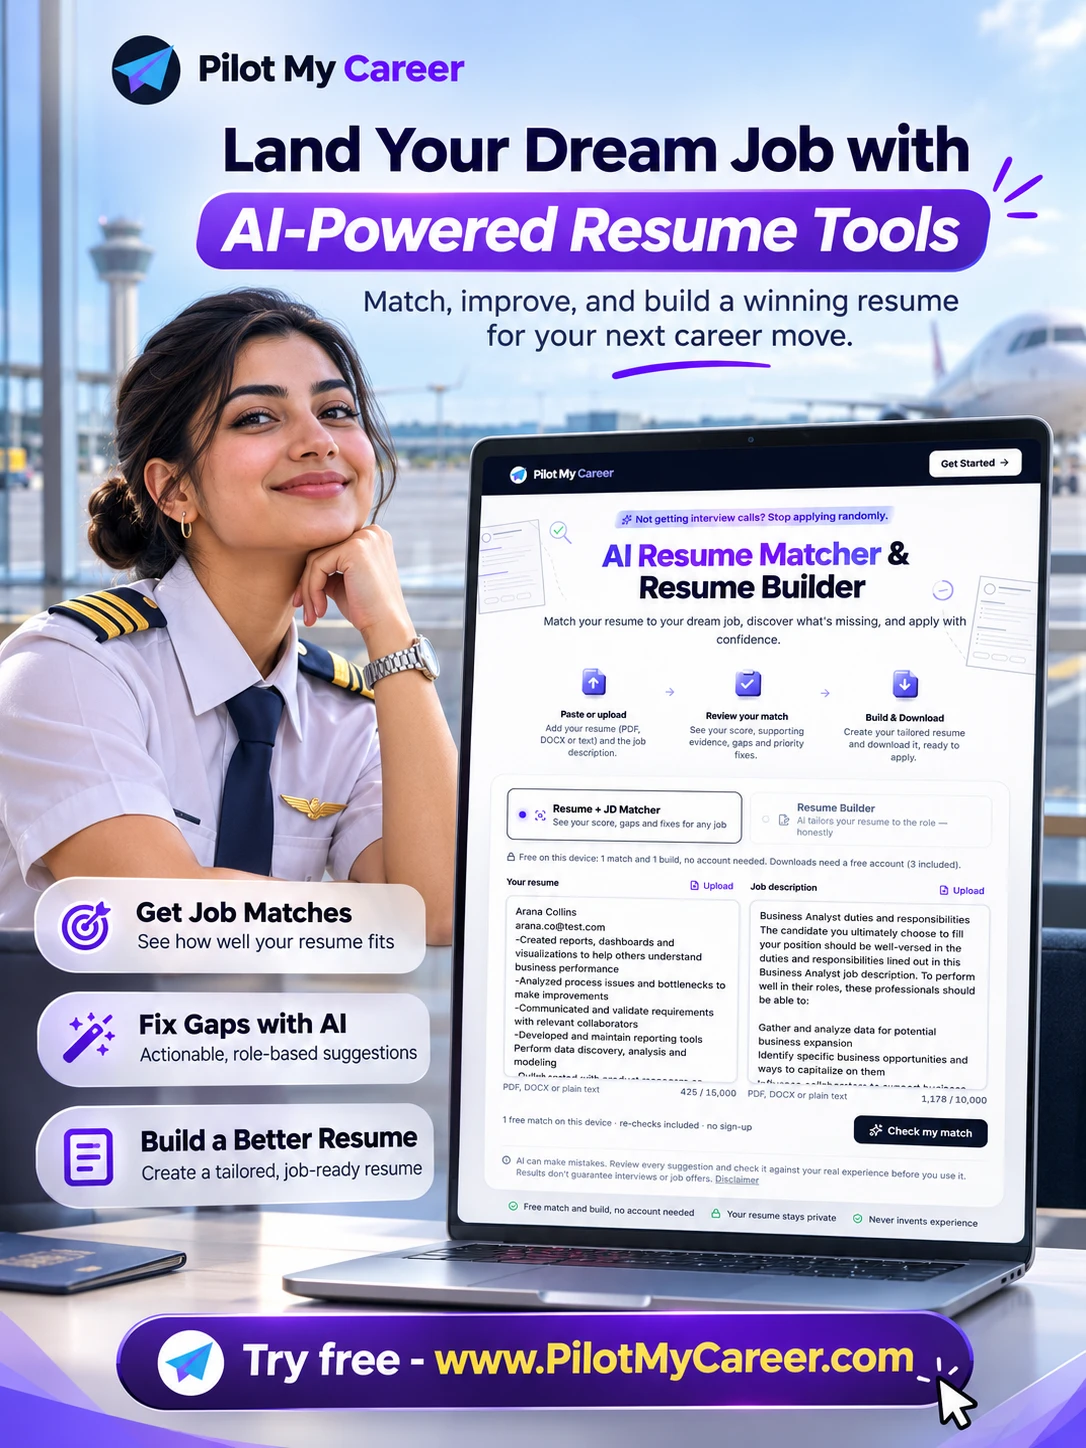 Pilot My Career
Land Your Dream Job with
AI-Powered Resume Tools
Match, improve, and build a winning resume
for your next career move.
Pilot My Career
Get Started →
Not getting interview calls? Stop applying randomly.
AI Resume Matcher &
Resume Builder
Match your resume to your dream job, discover what's missing, and apply with
confidence.
Paste or upload
Add your resume (PDF,
DOCX or text) and the job
description.
Review your match
See your score, supporting
evidence, gaps and priority
fixes.
Build & Download
Create your tailored resume
and download it, ready to
apply.
Resume + JD Matcher
See your score, gaps and fixes for any job
Resume Builder
AI tailors your resume to the role —
honestly
Free on this device: 1 match and 1 build, no account needed. Downloads need a free account (3 included).
Your resume
Upload
Arana Collins
arana.co@test.com
-Created reports, dashboards and
visualizations to help others understand
business performance
-Analyzed process issues and bottlenecks to
make improvements
-Communicated and validate requirements
with relevant collaborators
-Developed and maintain reporting tools
Perform data discovery, analysis and
modeling
PDF, DOCX or plain text
425 / 15,000
Job description
Upload
Business Analyst duties and responsibilities
The candidate you ultimately choose to fill
your position should be well-versed in the
duties and responsibilities lined out in this
Business Analyst job description. To perform
well in their roles, these professionals should
be able to:
Gather and analyze data for potential
business expansion
Identify specific business opportunities and
ways to capitalize on them
PDF, DOCX or plain text
1,178 / 10,000
1 free match on this device · re-checks included · no sign-up
Check my match
AI can make mistakes. Review every suggestion and check it against your real experience before you use it.
Results don't guarantee interviews or job offers. Disclaimer
Free match and build, no account needed
Your resume stays private
Never invents experience
Get Job Matches
See how well your resume fits
Fix Gaps with AI
Actionable, role-based suggestions
Build a Better Resume
Create a tailored, job-ready resume
Try free - www.PilotMyCareer.com